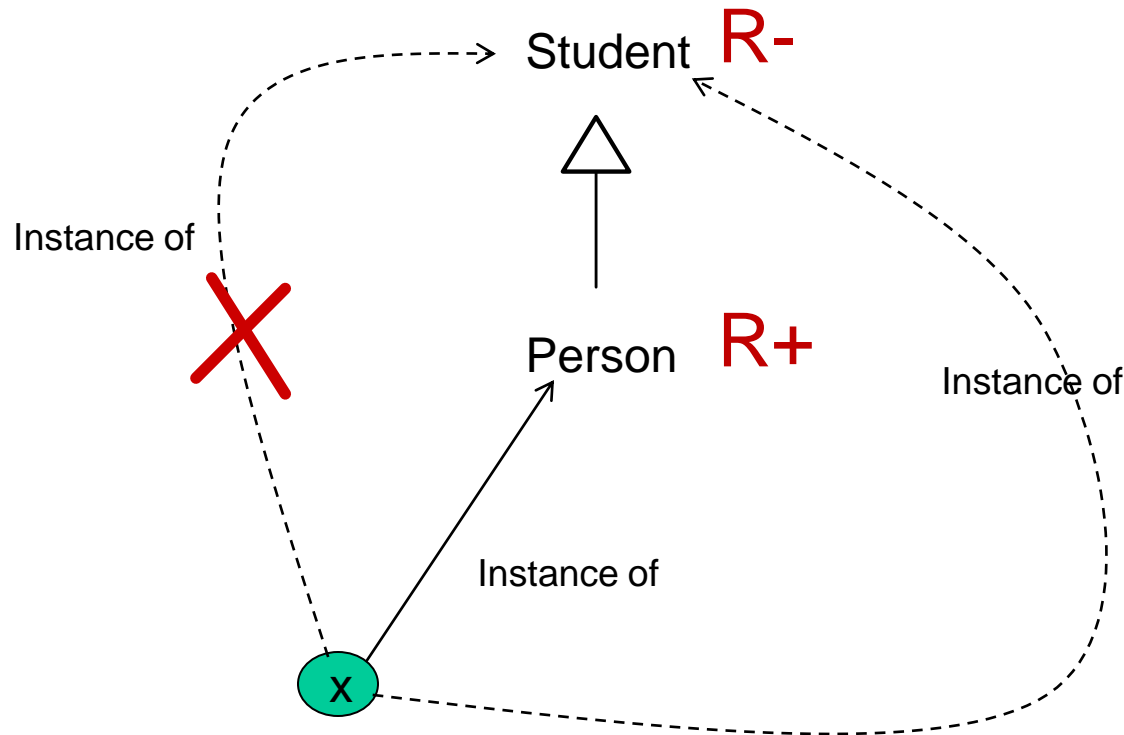 Student R-
Instance of
Person R+
Instance of
Instance of
x